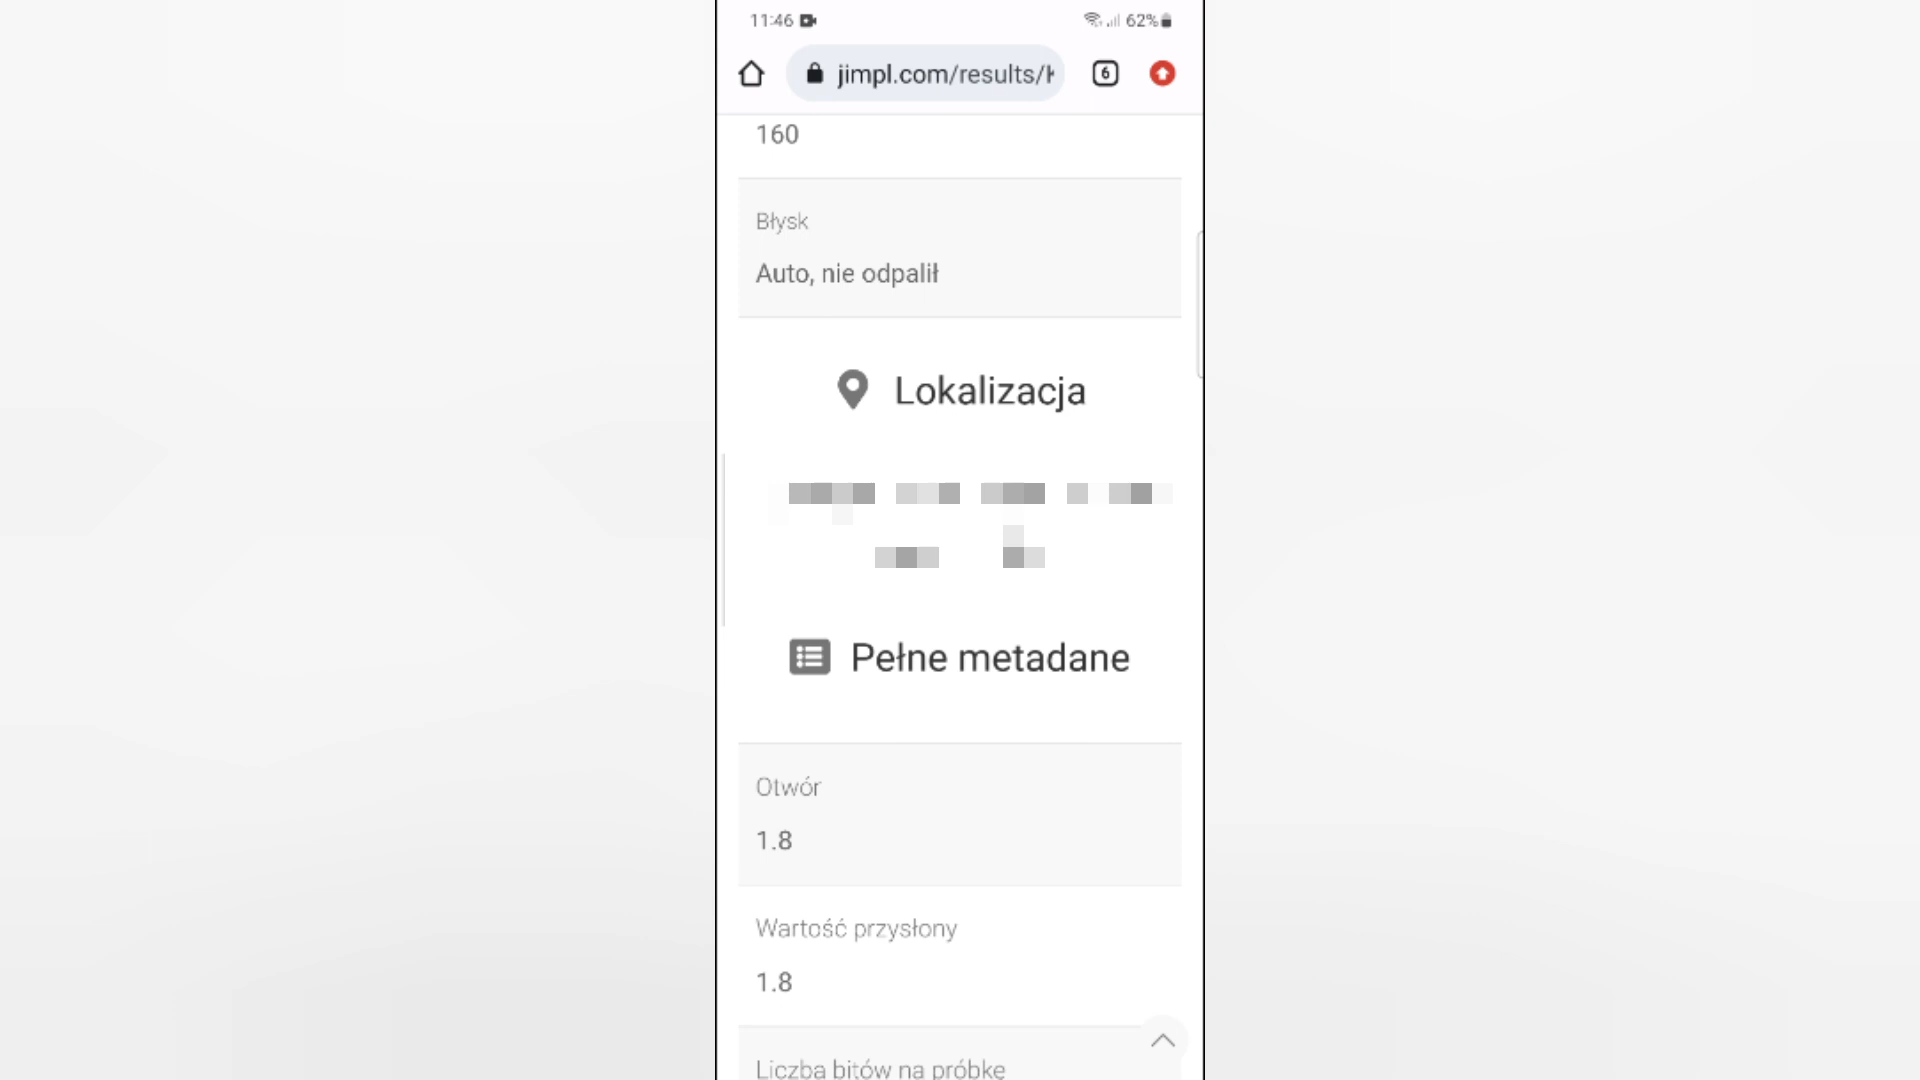 11:46
62%
jimpl.com/results/
6
160
Błysk
Auto, nie odpalił
Lokalizacja
Pełne metadane
Otwór
1.8
Wartość przysłony
1.8
Liczba bitów na próbkę